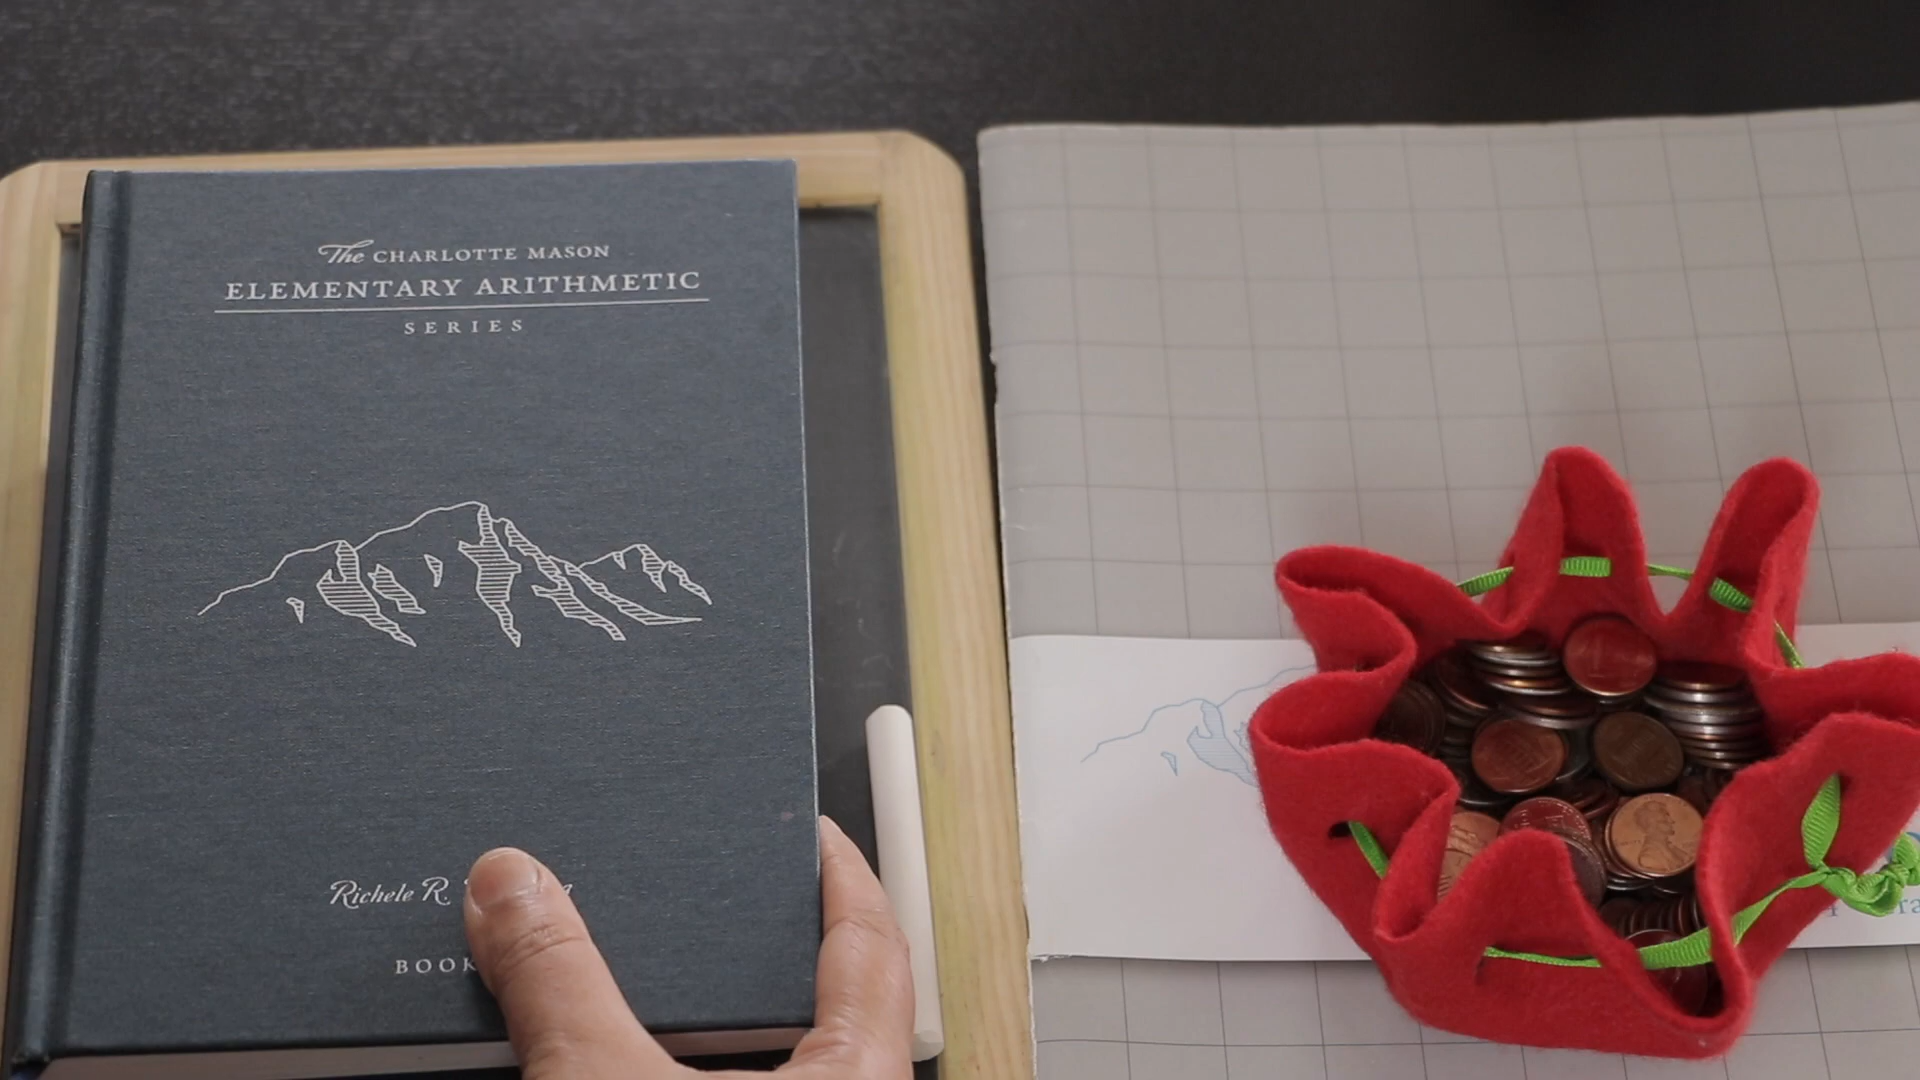 The CHARLOTTE MASON
ELEMENTARY ARITHMETIC
SERIES
Richele R.
BOOK